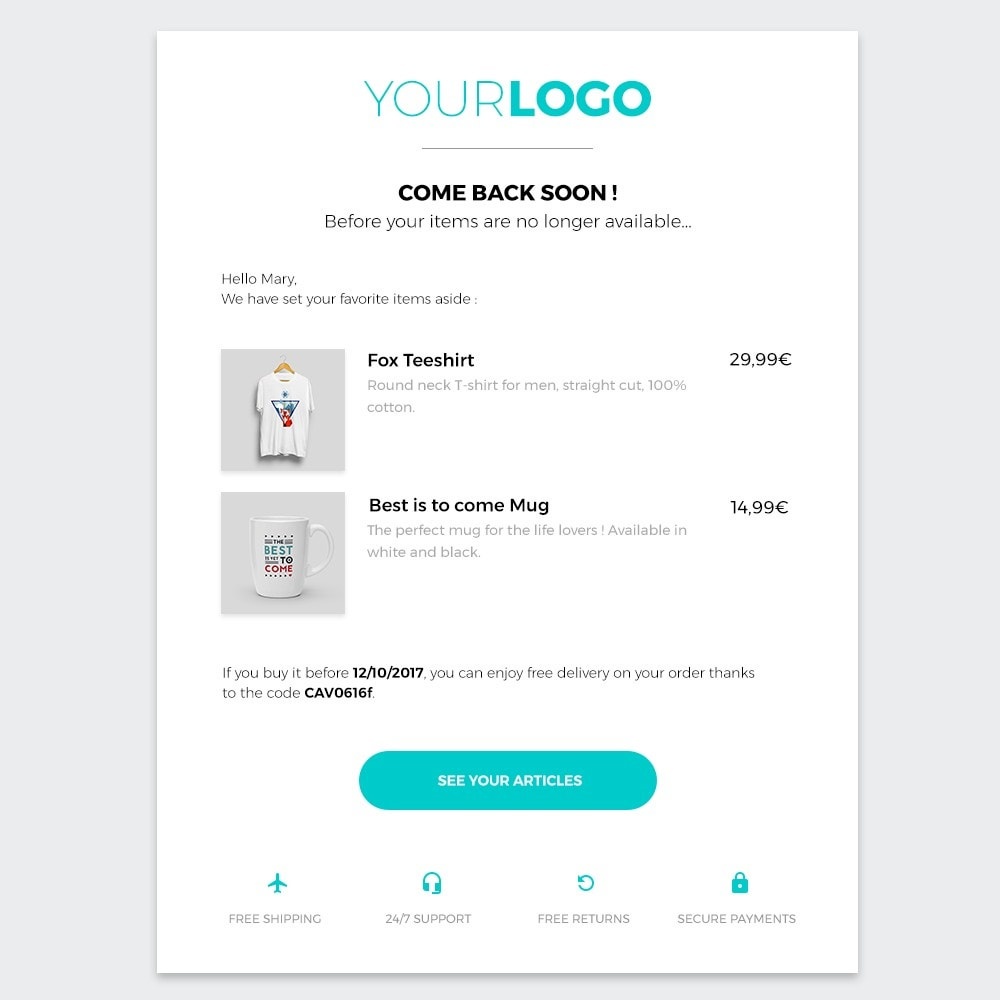 YOURLOGO
COME BACK SOON !
Before your items are no longer available...
Hello Mary,
We have set your favorite items aside :
Fox Teeshirt
29,99€
Round neck T-shirt for men, straight cut, 100%
cotton.
THE
BEST
IS YET TO
COME
Best is to come Mug
14,99€
The perfect mug for the life lovers ! Available in
white and black.
If you buy it before 12/10/2017, you can enjoy free delivery on your order thanks
to the code CAV0616f.
SEE YOUR ARTICLES
FREE SHIPPING
24/7 SUPPORT
FREE RETURNS
SECURE PAYMENTS